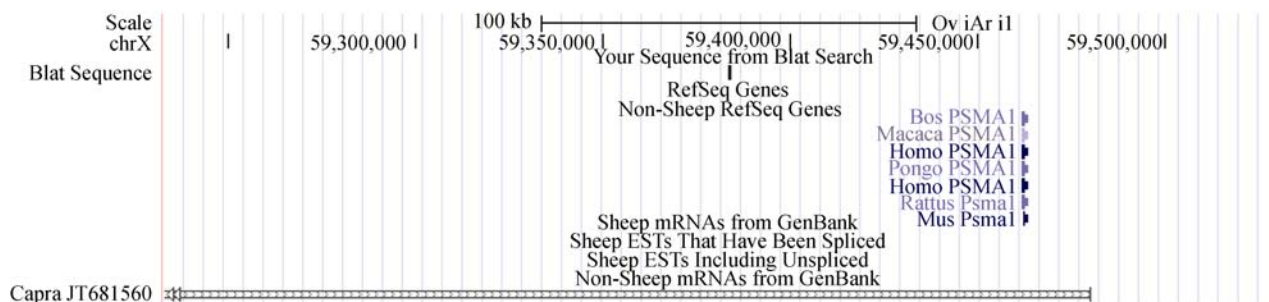 Scale 100 kb Ov iAr i1
chrX 59,300,000 59,350,000 59,400,000 59,450,000 59,500,000
Your Sequence from Blat Search
Blat Sequence
RefSeq Genes
Non-Sheep RefSeq Genes
Bos PSMA1
Macaca PSMA1
Homo PSMA1
Pongo PSMA1
Homo PSMA1
Rattus Psma1
Mus Psma1
Sheep mRNAs from GenBank
Sheep ESTs That Have Been Spliced
Sheep ESTs Including Unspliced
Non-Sheep mRNAs from GenBank
Capra JT681560